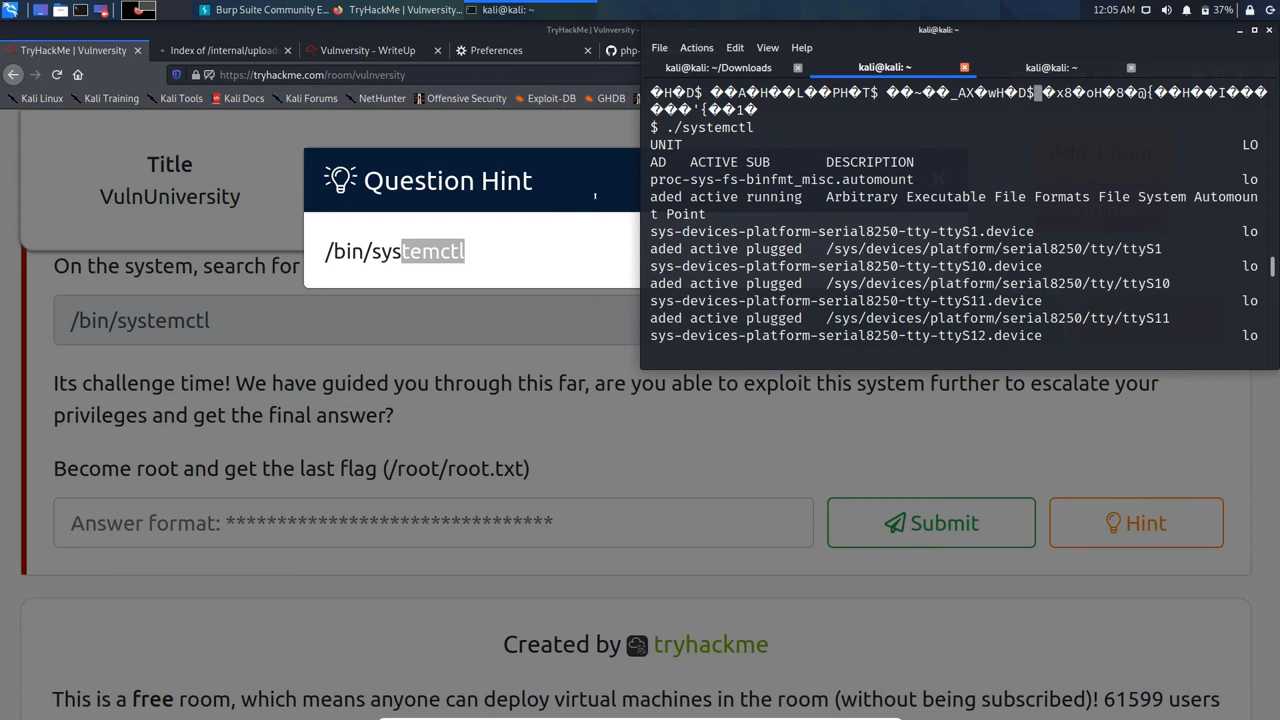 Burp Suite Community E...
TryHackMe | Vulnversity...
kali@kali: ~
12:05 AM
37%
TryHackMe | Vulnversity
Index of /internal/upload
Vulnversity - WriteUp
Preferences
php-
https://tryhackme.com/room/vulnversity
Kali Linux
Kali Training
Kali Tools
Kali Docs
Kali Forums
NetHunter
Offensive Security
Exploit-DB
GHDB
kali@kali: ~
File Actions Edit View Help
kali@kali: ~/Downloads
kali@kali: ~
kali@kali: ~
�H�D$ ��A�H��L��PH�T$ ��~��_AX�wH�D$ �x8�oH�8�@{��H��I���
����'{��1�
$ ./systemctl
UNIT LO
AD ACTIVE SUB DESCRIPTION
proc-sys-fs-binfmt_misc.automount lo
aded active running Arbitrary Executable File Formats File System Automoun
t Point
sys-devices-platform-serial8250-tty-ttyS1.device lo
aded active plugged /sys/devices/platform/serial8250/tty/ttyS1
sys-devices-platform-serial8250-tty-ttyS10.device lo
aded active plugged /sys/devices/platform/serial8250/tty/ttyS10
sys-devices-platform-serial8250-tty-ttyS11.device lo
aded active plugged /sys/devices/platform/serial8250/tty/ttyS11
sys-devices-platform-serial8250-tty-ttyS12.device lo
Title
VulnUniversity
Question Hint
/bin/systemctl
On the system, search for
/bin/systemctl
Its challenge time! We have guided you through this far, are you able to exploit this system further to escalate your
privileges and get the final answer?
Become root and get the last flag (/root/root.txt)
Answer format: ********************************
Submit
Hint
Created by tryhackme
This is a free room, which means anyone can deploy virtual machines in the room (without being subscribed)! 61599 users